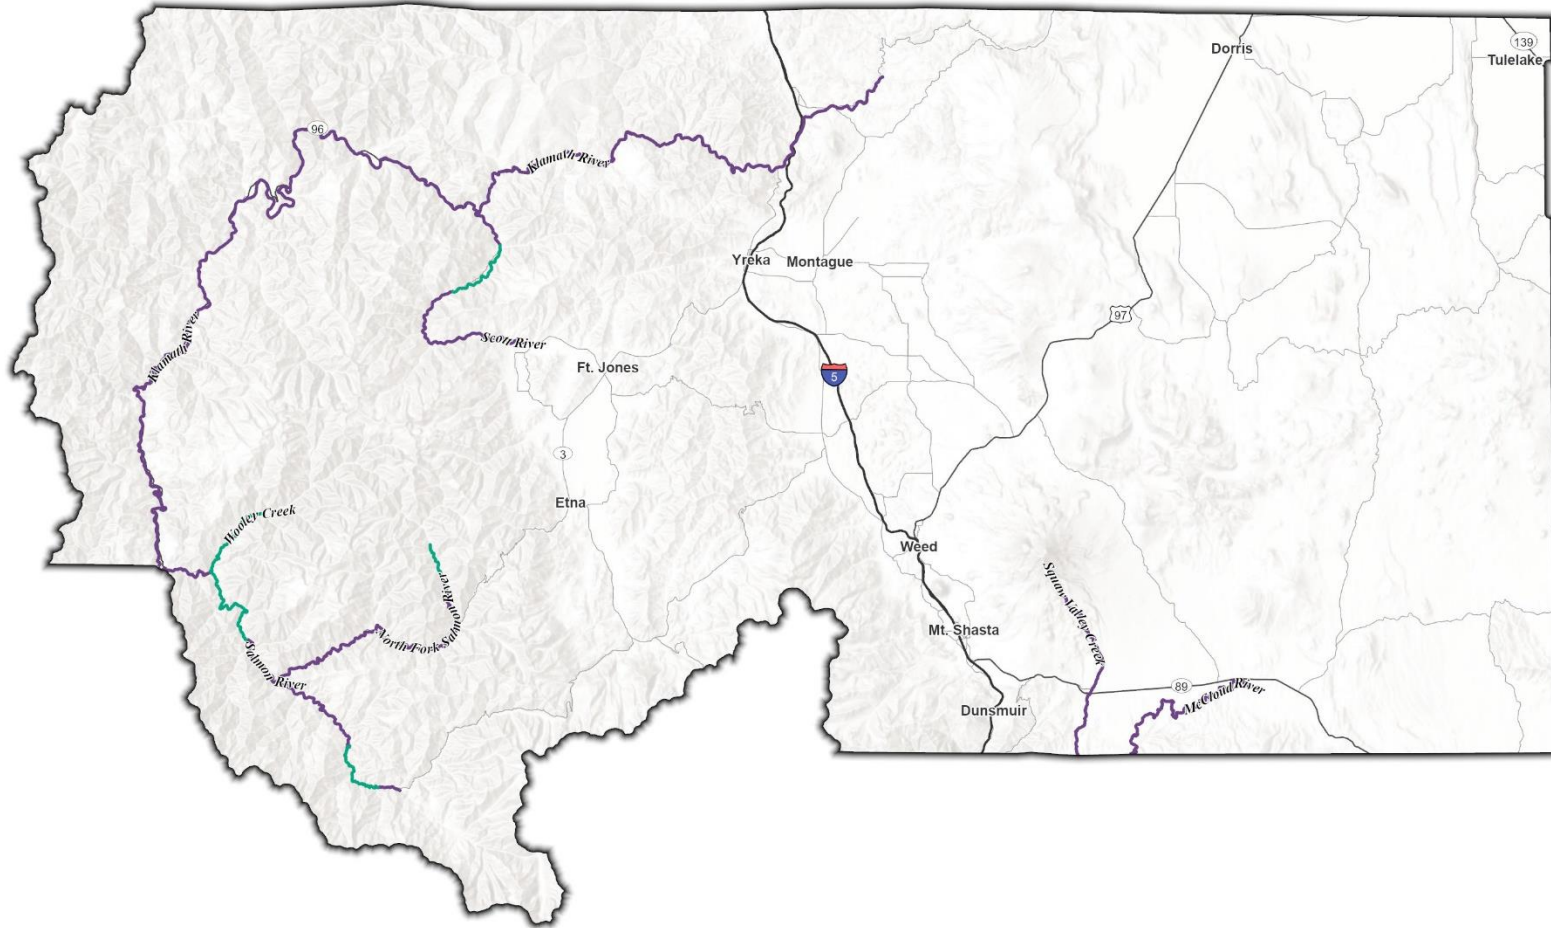 Dorris
139
Tulelake
96
Klamath River
Yreka
Montague
97
Klamath River
Scott River
Ft. Jones
5
3
Etna
Wooley Creek
Weed
North Fork Salmon River
Squaw Valley Creek
Mt. Shasta
Salmon River
89
McCloud River
Dunsmuir